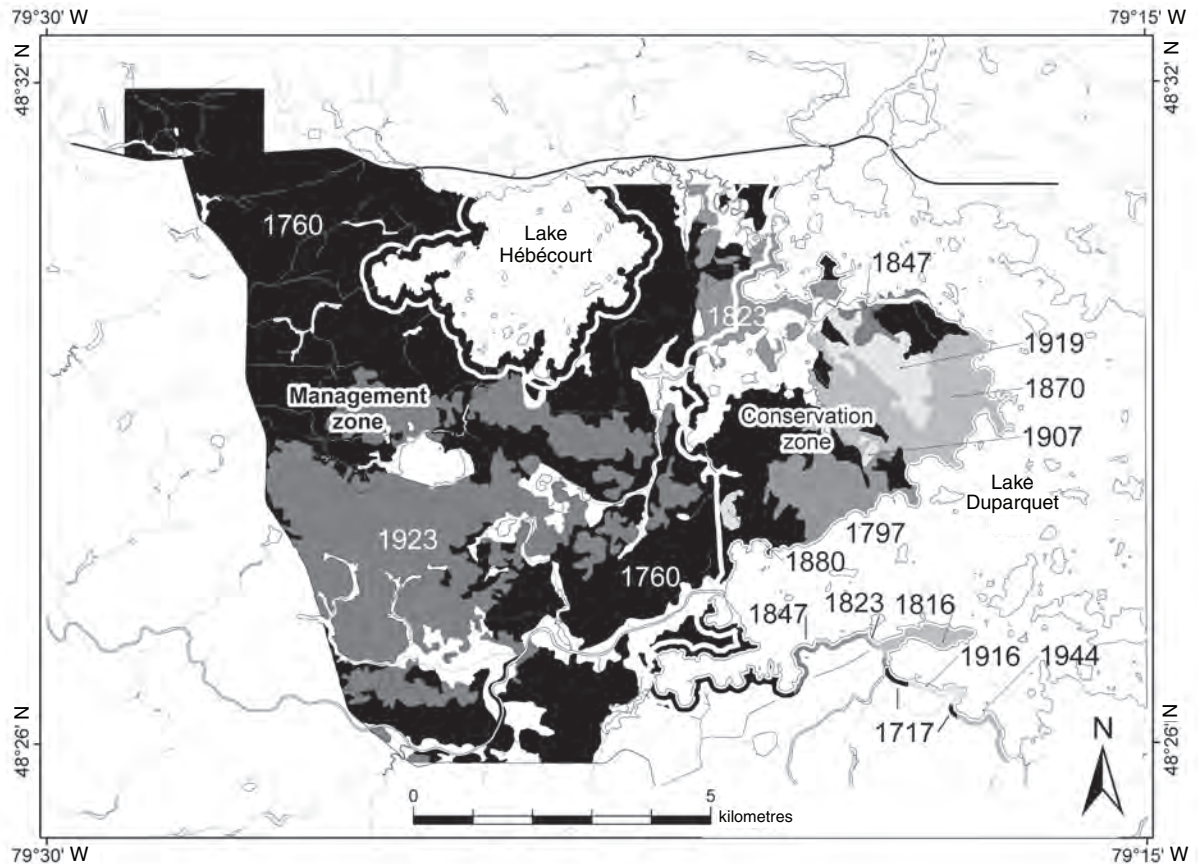 79°30' W
79°15' W
48°32' N
48°32' N
1760
Lake
Hébécourt
1847
1823
1919
1870
Management
zone
Conservation
zone
1907
Lake
Duparquet
1923
1797
1880
1760
1847
1823
1816
1916
1944
1717
N
48°26' N
48°26' N
0
5
kilometres
79°30' W
79°15' W